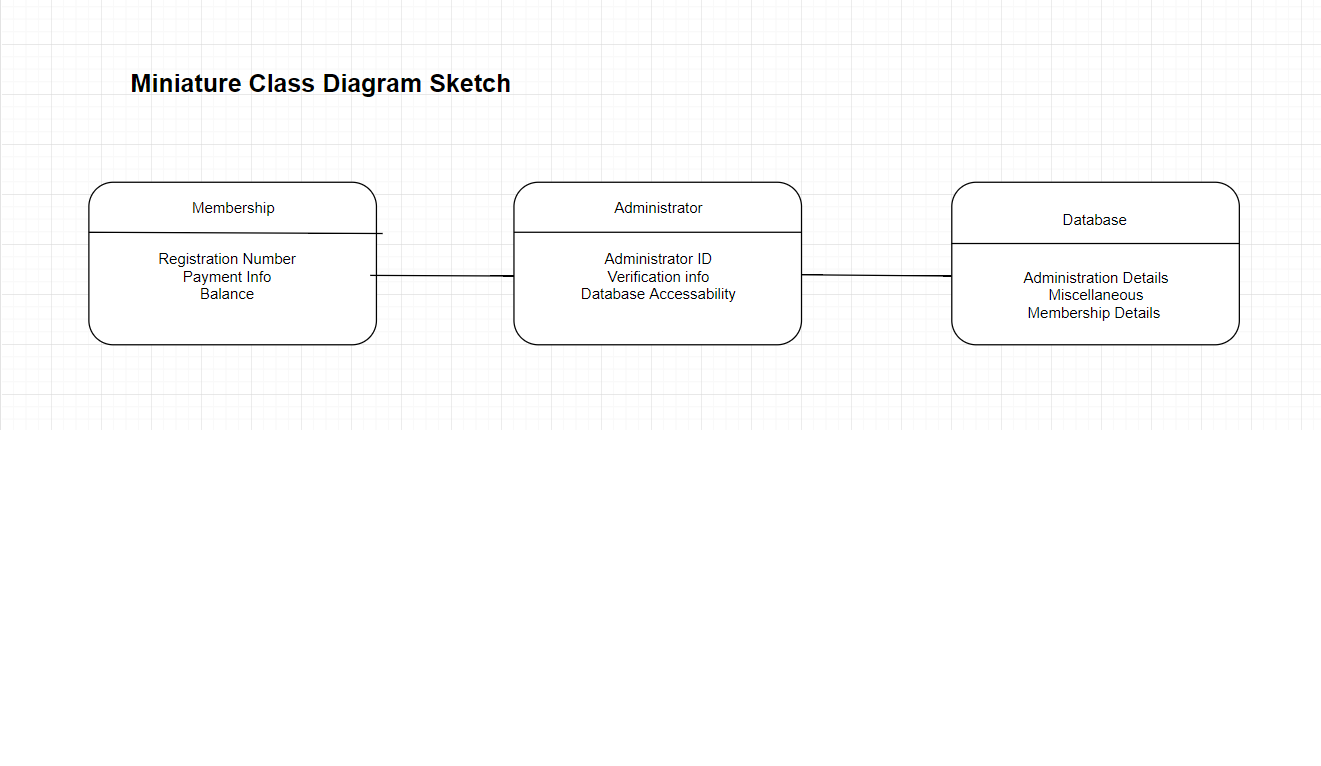 Miniature Class Diagram Sketch
Membership
Registration Number
Payment Info
Balance
Administrator
Administrator ID
Verification info
Database Accessability
Database
Administration Details
Miscellaneous
Membership Details